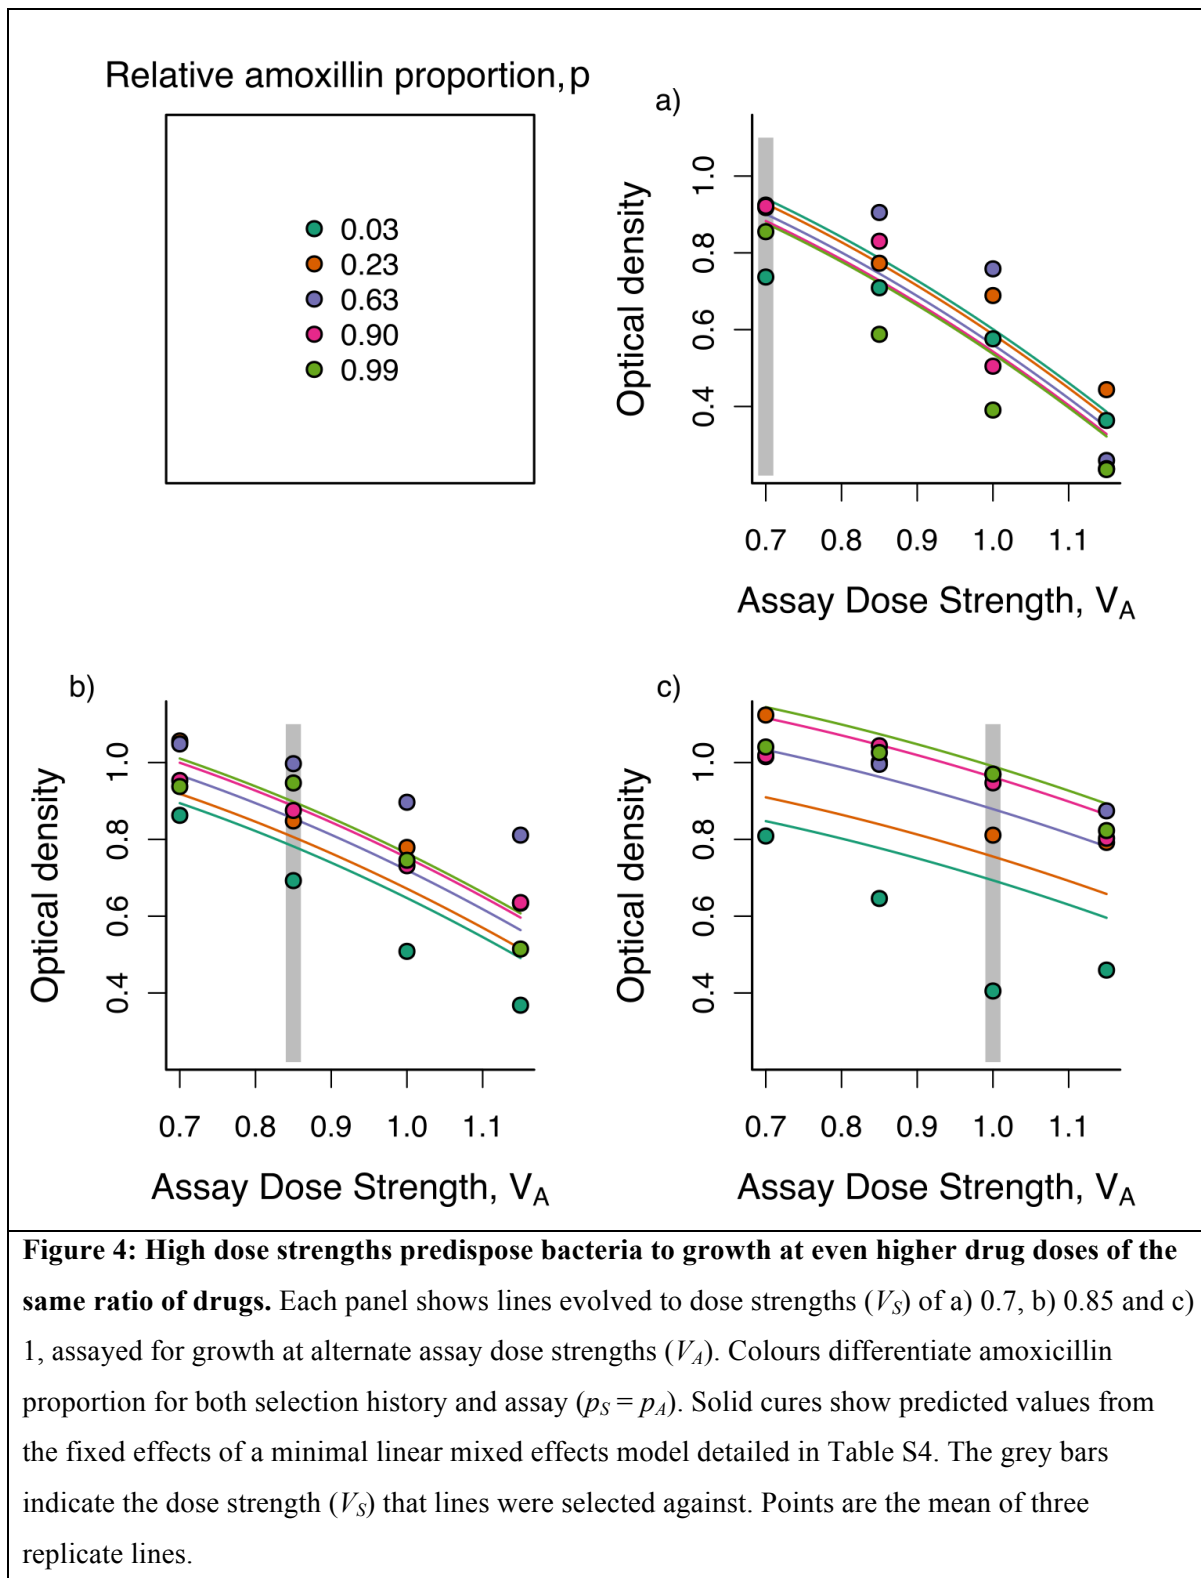 Relative amoxillin proportion, p
0.03
0.23
0.63
0.90
0.99
a)
Optical density
1.0
0.8
0.6
0.4
0.7 0.8 0.9 1.0 1.1
Assay Dose Strength, VA
b)
Optical density
1.0
0.8
0.6
0.4
0.7 0.8 0.9 1.0 1.1
Assay Dose Strength, VA
c)
Optical density
1.0
0.8
0.6
0.4
0.7 0.8 0.9 1.0 1.1
Assay Dose Strength, VA
Figure 4: High dose strengths predispose bacteria to growth at even higher drug doses of the
same ratio of drugs. Each panel shows lines evolved to dose strengths (VS) of a) 0.7, b) 0.85 and c)
1, assayed for growth at alternate assay dose strengths (VA). Colours differentiate amoxicillin
proportion for both selection history and assay (pS = pA). Solid cures show predicted values from
the fixed effects of a minimal linear mixed effects model detailed in Table S4. The grey bars
indicate the dose strength (VS) that lines were selected against. Points are the mean of three
replicate lines.